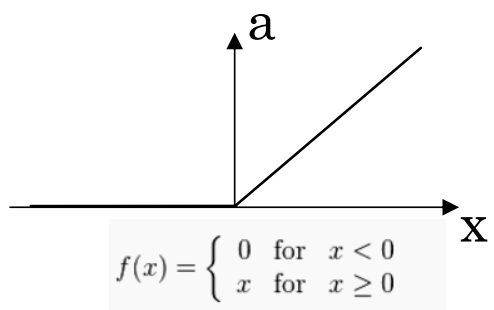 a
x
f(x) = { 0 for x < 0
x for x ≥ 0